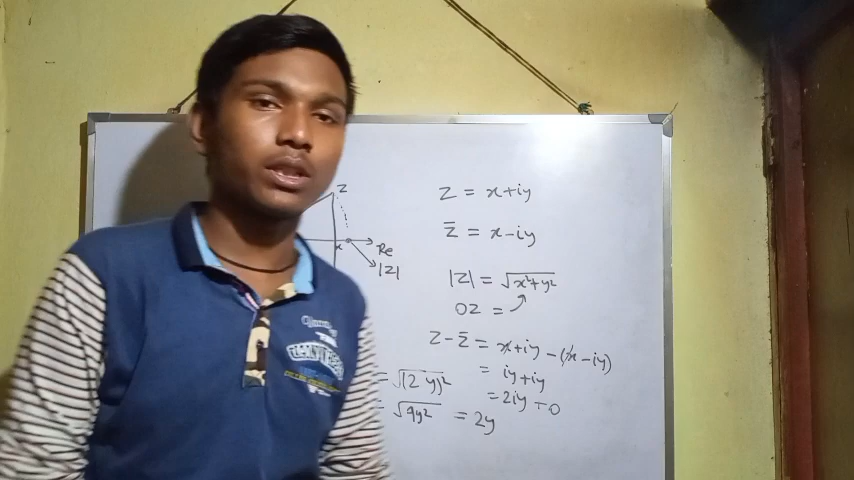 Z
x
Re
|Z|
Z = x+iy
Z̄ = x-iy
|Z| = √x²+y²
OZ =
Z-Z̄ = x+iy-(x-iy)
= iy+iy
= 2iy +0
= √(2y)²
= √4y² = 2y